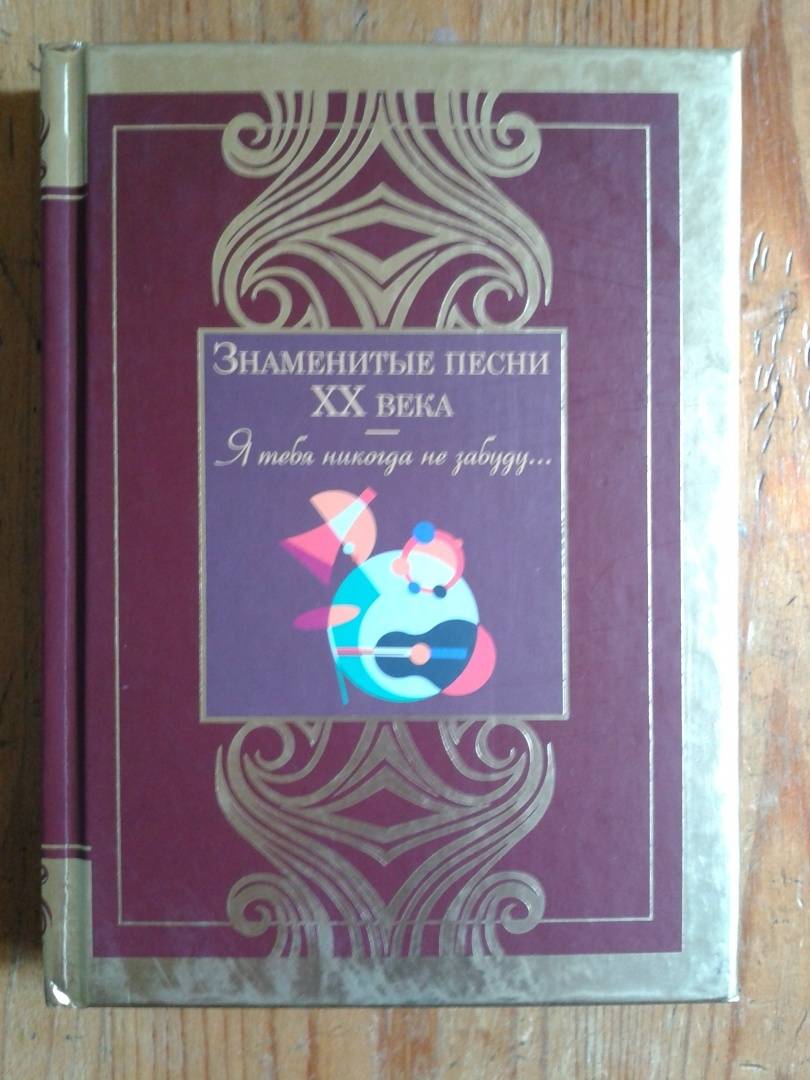 Знаменитые песни
XX века
Я тебя никогда не забуду...